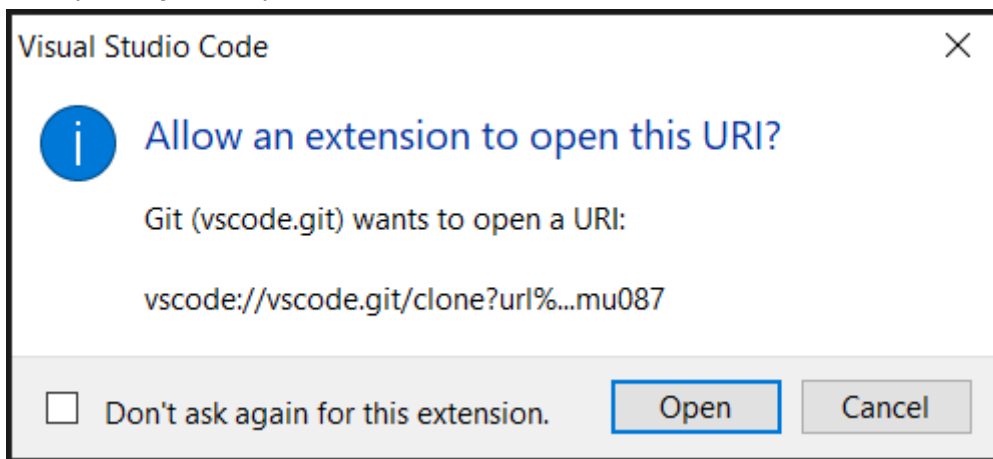 Visual Studio Code
Allow an extension to open this URI?
Git (vscode.git) wants to open a URI:
vscode://vscode.git/clone?url%...mu087
Don't ask again for this extension.
Open
Cancel